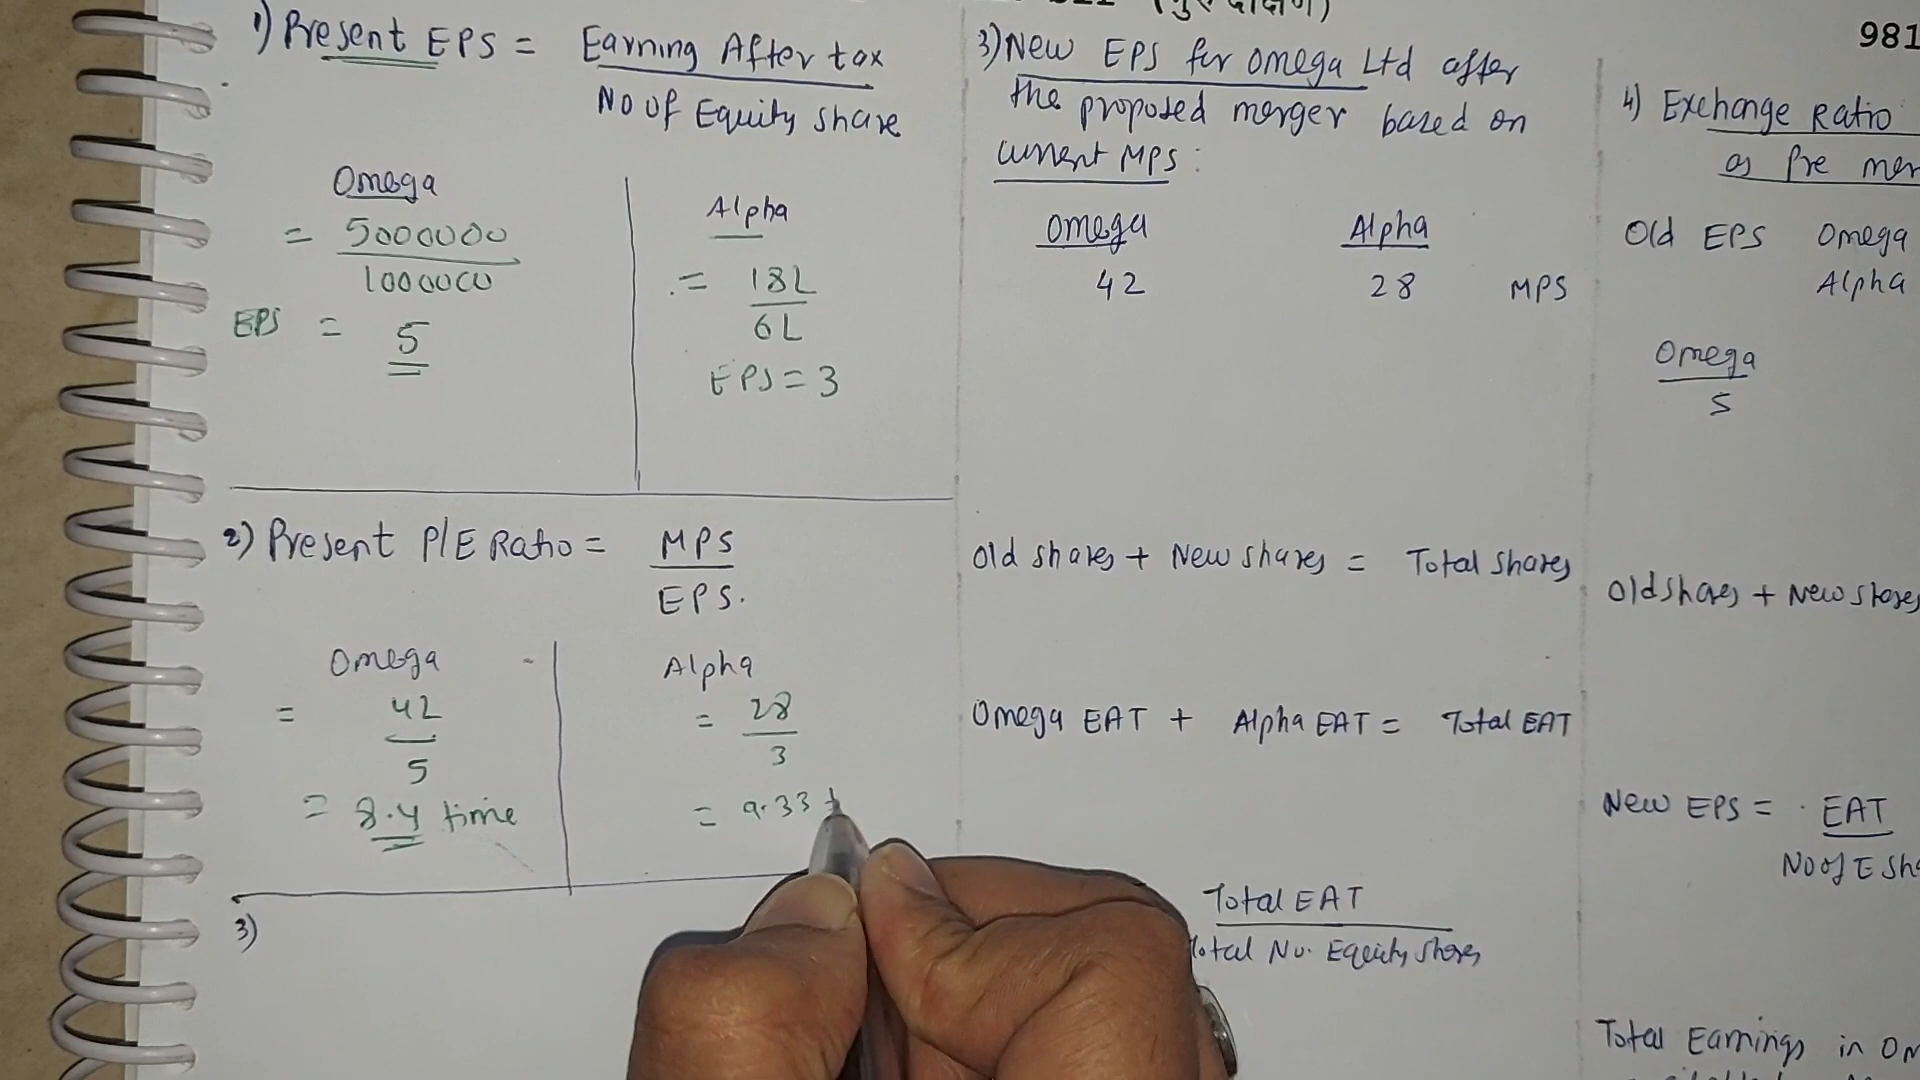 (गुरु दक्षिणा)
981
1) Present EPS = Earning After tax
No of Equity share
Omega
= 5000000
1000000
EPS = 5
Alpha
= 18L
6L
EPS = 3
2) Present P/E Ratio = MPS
EPS.
Omega
= 42
5
= 8.4 time
Alpha
= 28
3
= 9.33 t
3)
3) New EPS for omega Ltd after
the proposed merger based on
current MPS :
Omega Alpha
42 28 MPS
Old shares + New shares = Total shares
Omega EAT + Alpha EAT = Total EAT
Total EAT
Total No. Equity shares
4) Exchange Ratio
as Pre mer
Old EPS Omega
Alpha
Omega
5
Old shares + New shares
New EPS = EAT
No of E Sha
Total Earnings in Om